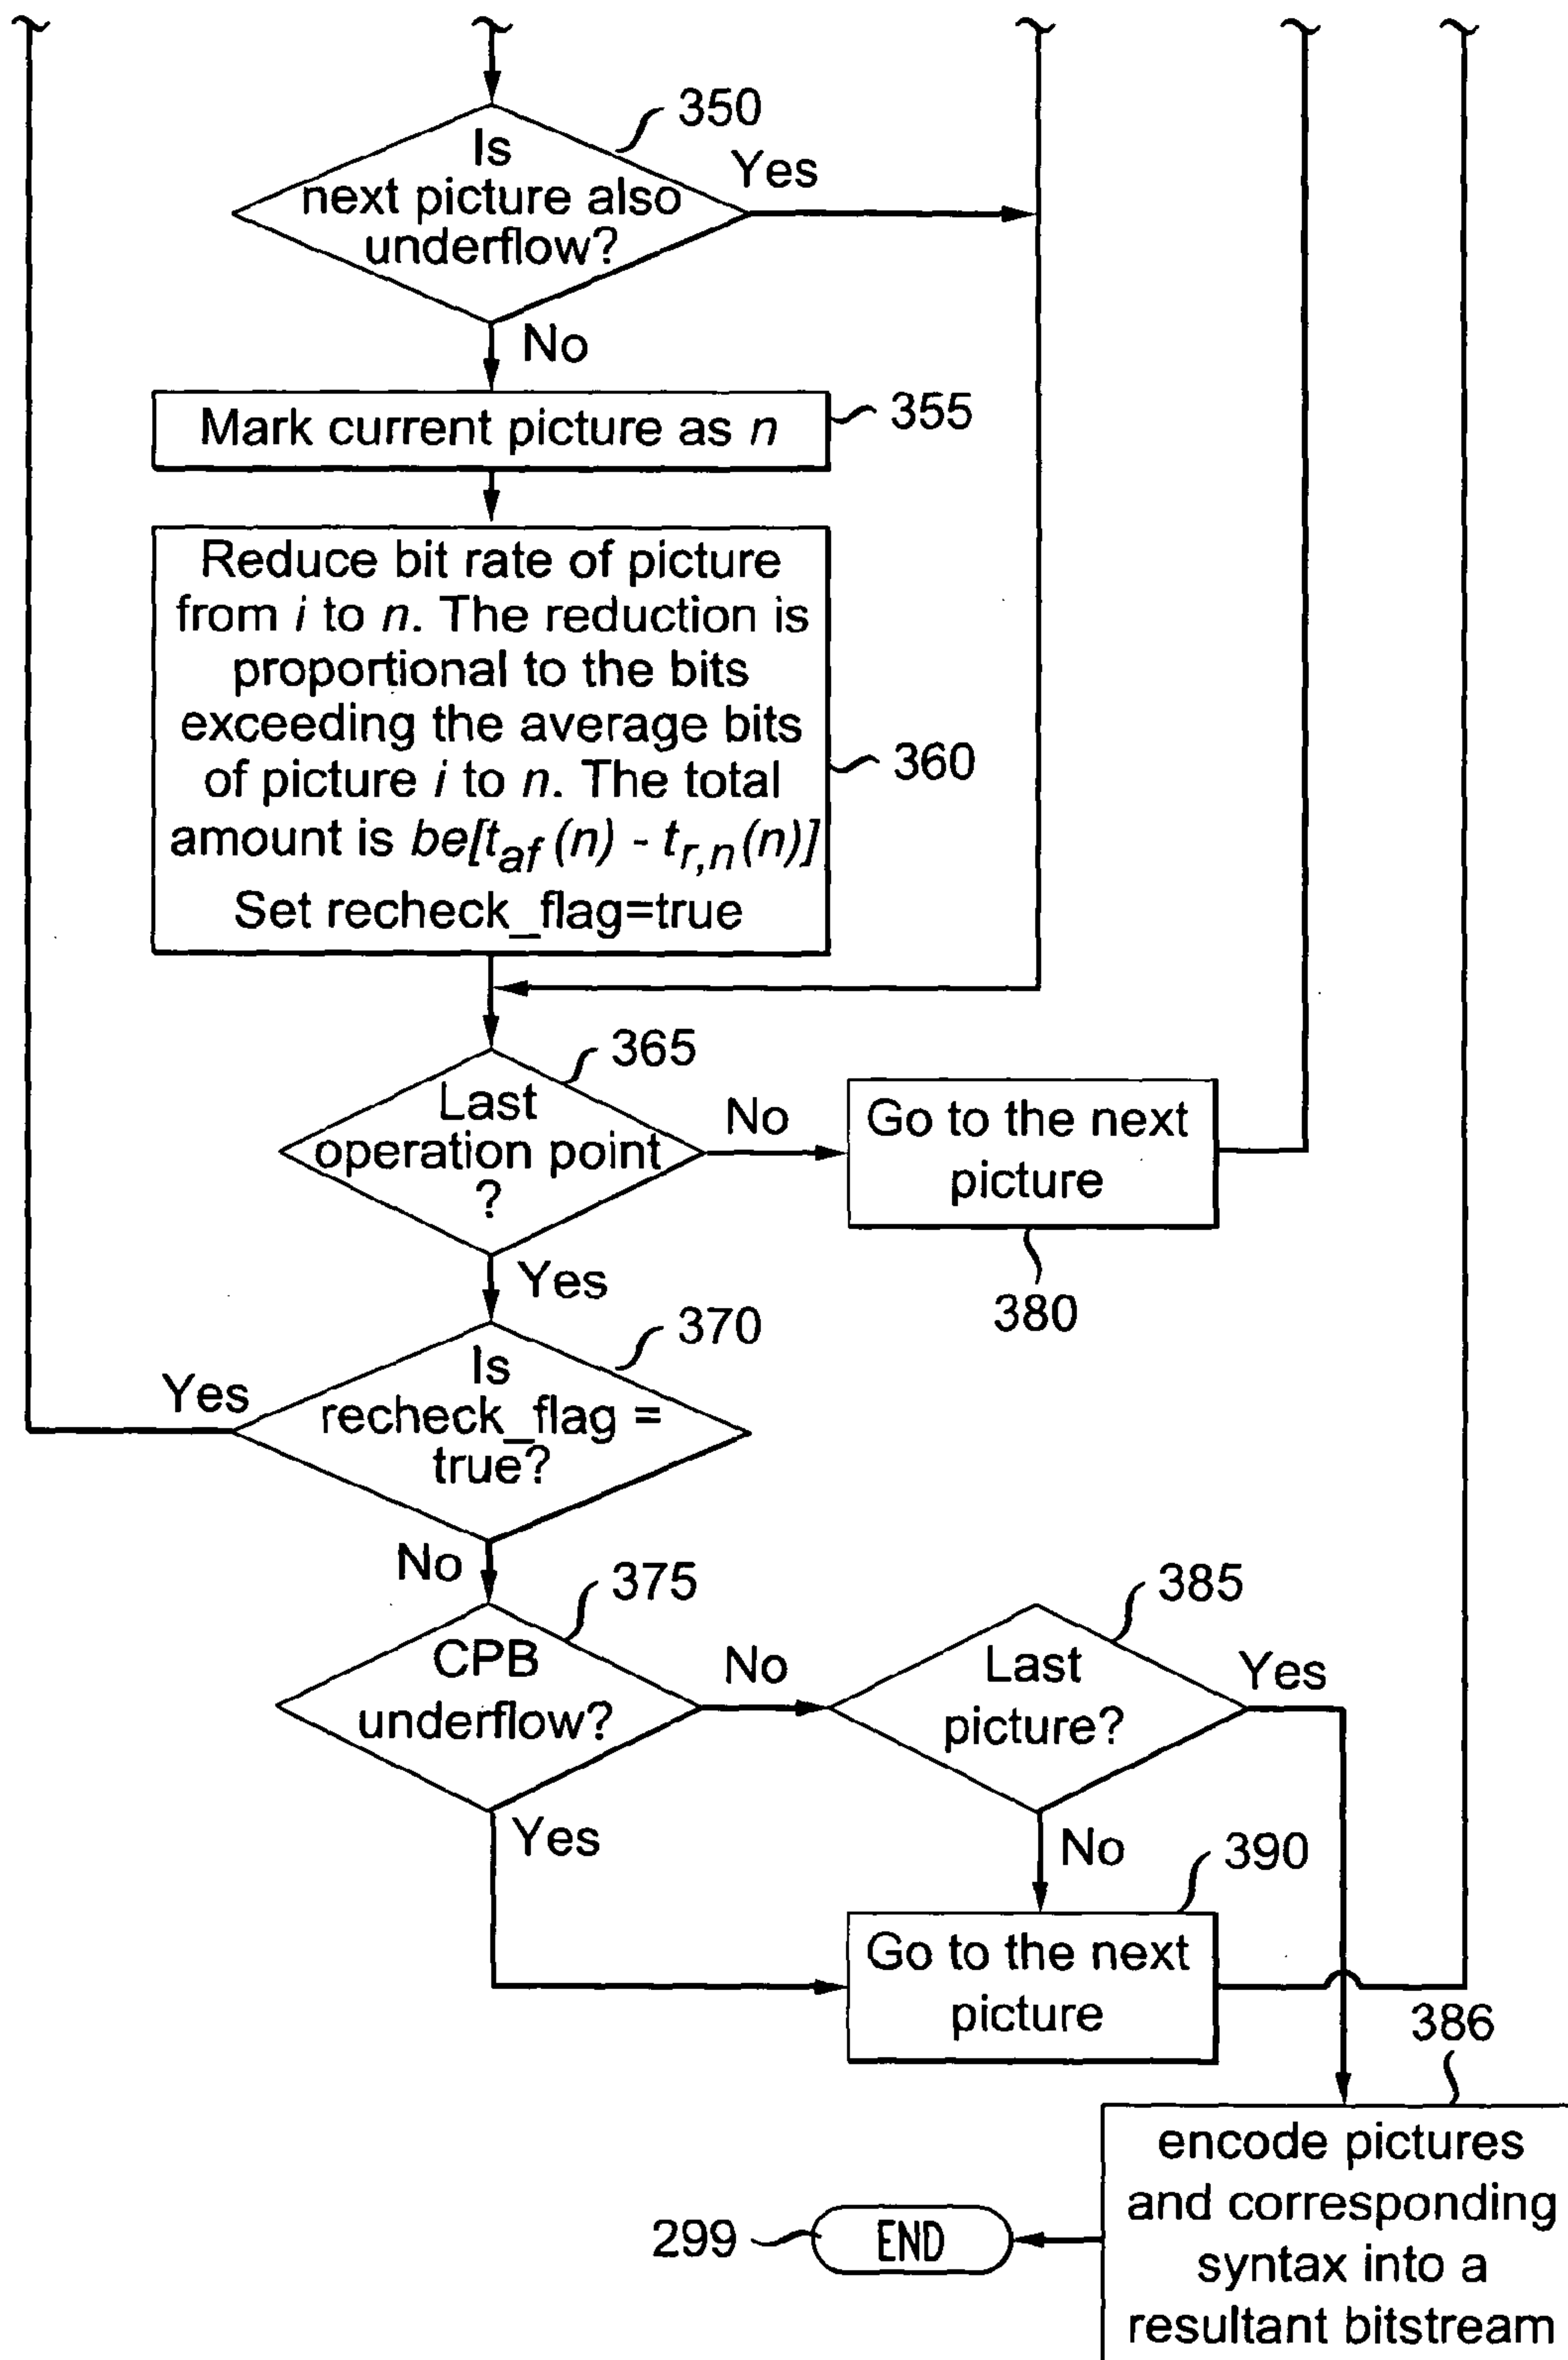 350
Is
next picture also
underflow?
Yes
No
Mark current picture as n
355
Reduce bit rate of picture
from i to n. The reduction is
proportional to the bits
exceeding the average bits
of picture i to n. The total
amount is be[t_af (n) - t_r,n(n)]
Set recheck_flag=true
360
365
Last
operation point
?
No
Go to the next
picture
380
Yes
370
Is
recheck_flag =
true?
Yes
No
375
CPB
underflow?
No
385
Last
picture?
Yes
Yes
No
390
Go to the next
picture
386
encode pictures
and corresponding
syntax into a
resultant bitstream
299
END